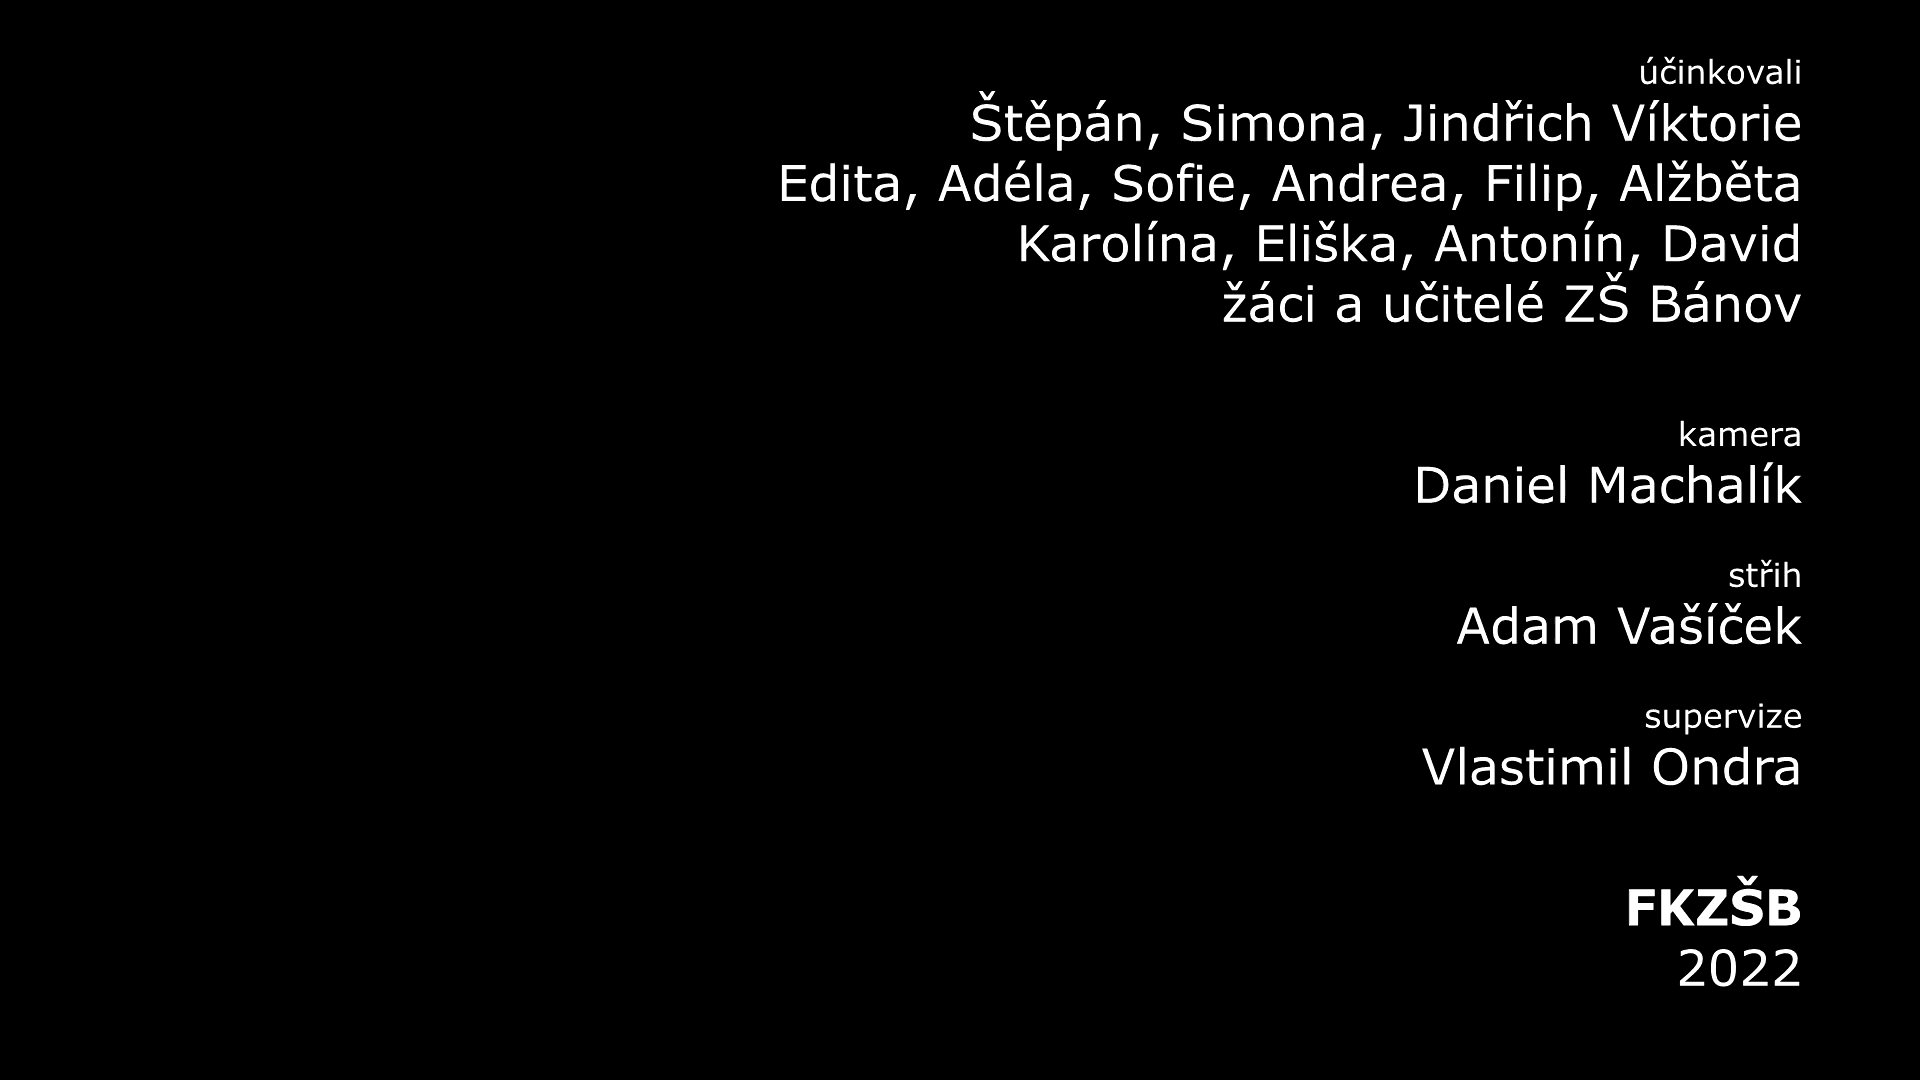 účinkovali
Štěpán, Simona, Jindřich Víktorie
Edita, Adéla, Sofie, Andrea, Filip, Alžběta
Karolína, Eliška, Antonín, David
žáci a učitelé ZŠ Bánov
kamera
Daniel Machalík
střih
Adam Vašíček
supervize
Vlastimil Ondra
FKZŠB
2022